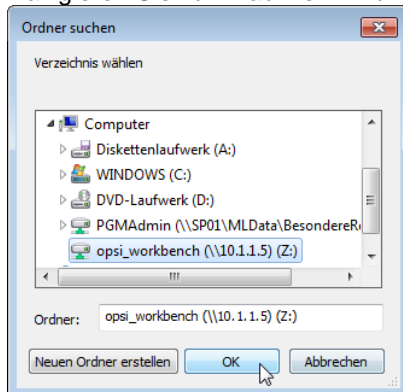 Ordner suchen
Verzeichnis wählen
Computer
Diskettenlaufwerk (A:)
WINDOWS (C:)
DVD-Laufwerk (D:)
PGMAdmin (\\SP01\MLData\BesondereR
opsi_workbench (\\10.1.1.5) (Z:)
Ordner: opsi_workbench (\\10.1.1.5) (Z:)
Neuen Ordner erstellen OK Abbrechen